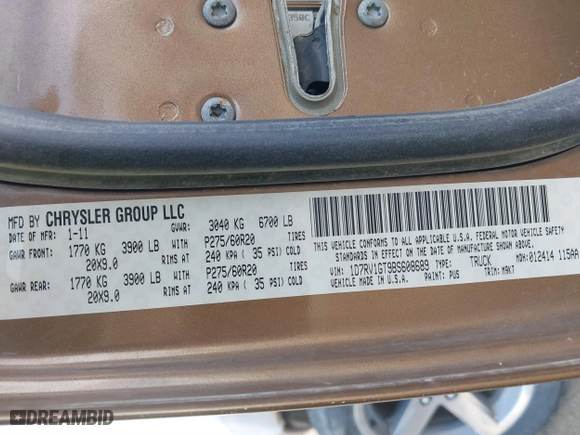 350C
MFD BY CHRYSLER GROUP LLC
DATE OF MFR: 1-11 GVWR: 3040 KG 6700 LB
GAWR FRONT: 1770 KG 3900 LB WITH P275/60R20 TIRES
20X9.0 RIMS AT 240 KPA ( 35 PSI) COLD
GAWR REAR: 1770 KG 3900 LB WITH P275/60R20 TIRES
20X9.0 RIMS AT 240 KPA ( 35 PSI) COLD
THIS VEHICLE CONFORMS TO ALL APPLICABLE U.S.A. FEDERAL MOTOR VEHICLE SAFETY STANDARDS IN EFFECT ON THE DATE OF MANUFACTURE SHOWN ABOVE.
VIN: 1D7RV1GT9BS608689 TYPE: TRUCK MDH:012414 115AA
VEHICLE MADE IN U.S.A. PAINT: PUS TRIM: MKT
DREAMBID